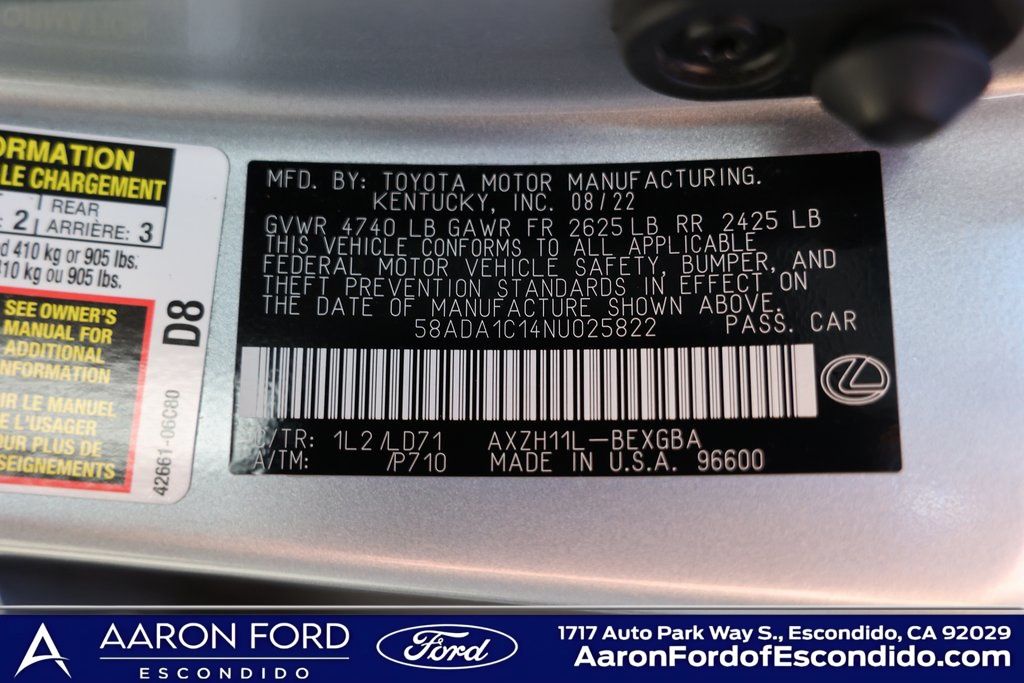 ORMATION
LE CHARGEMENT
2 REAR
ARRIÈRE: 3
d 410 kg or 905 lbs.
10 kg ou 905 lbs.
SEE OWNER'S
MANUAL FOR
ADDITIONAL
NFORMATION
IR LE MANUEL
E L'USAGER
OUR PLUS DE
SEIGNEMENTS
D8
42661-06C80
MFD. BY: TOYOTA MOTOR MANUFACTURING.
KENTUCKY, INC. 08/22
GVWR 4740 LB GAWR FR 2625 LB RR 2425 LB
THIS VEHICLE CONFORMS TO ALL APPLICABLE
FEDERAL MOTOR VEHICLE SAFETY, BUMPER, AND
THEFT PREVENTION STANDARDS IN EFFECT ON
THE DATE OF MANUFACTURE SHOWN ABOVE.
58ADA1C14NU025822 PASS. CAR
C/TR: 1L2/LD71 AXZH11L-BEXGBA
A/TM: /P710 MADE IN U.S.A. 96600
AARON FORD
ESCONDIDO
Ford
1717 Auto Park Way S., Escondido, CA 92029
AaronFordofEscondido.com